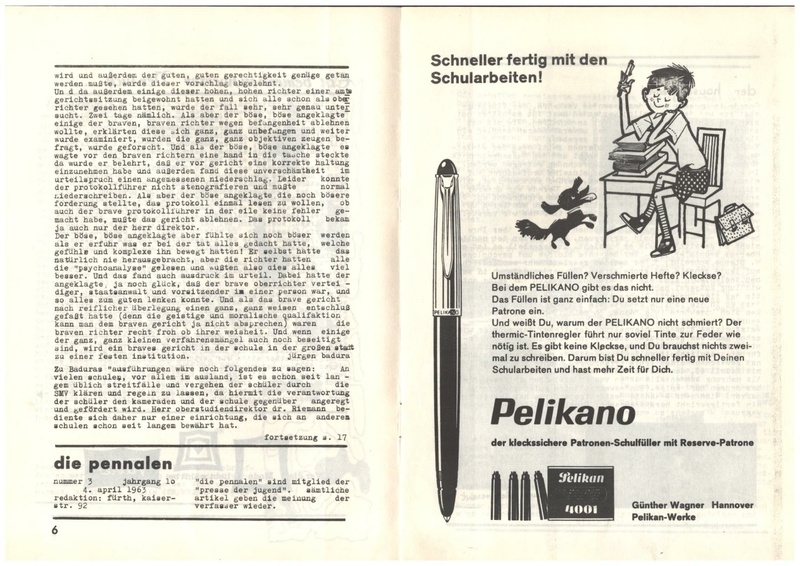 wird und außerdem der guten, guten gerechtigkeit genüge getan
werden mußte, wurde dieser vorschlag abgelehnt.
Un d da außerdem einige dieser hohen, hohen richter einer amts
gerichtsitzung beigewohnt hatten und sich alle schon als ober
richter gesehen hatten, wurde der fall sehr, sehr genau unter
sucht. Zwei tage nämlich. Als aber der böse, böse angeklagte
einige der braven, braven richter wegen befangenheit ablehnen
wollte, erklärten diese sich ganz, ganz unbefangen und weiter
wurde examiniert, wurden die ganz, ganz objektiven zeugen be-
fragt, wurde geforscht. Und als der böse, böse angeklagte es
wagte vor den braven richtern eine hand in die tasche steckte
da wurde er belehrt, daß er vor gericht eine korrekte haltung
einzunehmen habe und außerdem fand diese unverschämtheit im
urteilspruch einen angemessenen niederschlag. Leider konnte
der protokollführer nicht stenografieren und mußte normal
niederschreiben. Als aber der böse angeklagte die noch bösere
forderung stellte, das protokoll einmal lesen zu wollen, ob
auch der brave protokollführer in der eile keine fehler ge-
macht habe, mußte das gericht ablehnen. Das protokoll bekam
ja auch nur der herr direktor.
Der böse, böse angeklagte aber fühlte sich noch böser werden
als er erfuhr was er bei der tat alles gedacht hatte, welche
gefühle und komplexe ihn bewegt hatten! Er selbst hatte das
natürlich nie herausgebracht, aber die richter hatten alle
die "psychoanalyse" gelesen und wußten also dies alles viel
besser. Und das fand auch ausdruck im urteil. Dabei hatte der
angeklagte ja noch glück, daß der brave oberrichter vertei -
diger, staatsanwalt und vorsitzender in einer person war, und
so alles zum guten lenken konnte. Und als das brave gericht
nach reiflicher überlegung einen ganz, ganz weisen entschluß
gefaßt hatte (denn die geistige und moralische qualifaktion
kann man dem braven gericht ja nicht absprechen) waren die
braven richter recht froh ob ihrer weisheit. Und wenn einige
der ganz, ganz kleinen verfahrensmängel auch noch beseitigt
sind, wird ein braves gericht in der schule in der großen stadt
zu einer festen institution. jürgen badura
Zu Baduras "ausführungen wäre noch folgendes zu sagen: An
vielen schules, vor allem im ausland, ist es schon seit lan -
gem üblich streitfälle und vergehen der schüler durch die
SMV klären und regeln zu lassen, da hiermit die verantwortung
der schüler den kameraden und der schule gegenüber angeregt
und gefördert wird. Herr oberstudiendirektor dr. Riemann be-
diente sich daher nur einer einrichtung, die sich an anderen
schulen schon seit langem bewährt hat.
fortsetzung s. 17
die pennalen
nummer 3 jahrgang 1o
4. april 1963
redaktion: fürth, kaiser-
str. 92
"die pennalen" sind mitglied der
"presse der jugend". sämtliche
artikel geben die meinung der
verfasser wieder.
6
Schneller fertig mit den
Schularbeiten!
PELIKANO
Umständliches Füllen? Verschmierte Hefte? Kleckse?
Bei dem PELIKANO gibt es das nicht.
Das Füllen ist ganz einfach: Du setzt nur eine neue
Patrone ein.
Und weißt Du, warum der PELIKANO nicht schmiert? Der
thermic-Tintenregler führt nur soviel Tinte zur Feder wie
nötig ist. Es gibt keine Kleckse, und Du brauchst nichts zwei-
mal zu schreiben. Darum bist Du schneller fertig mit Deinen
Schularbeiten und hast mehr Zeit für Dich.
Pelikano
der kleckssichere Patronen-Schulfüller mit Reserve-Patrone
Pelikan
4001
Günther Wagner Hannover
Pelikan-Werke